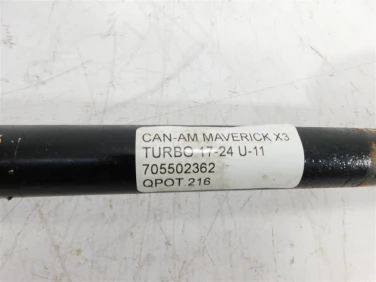 CAN-AM MAVERICK X3
TURBO 17-24 U-11
705502362
QPOT.216